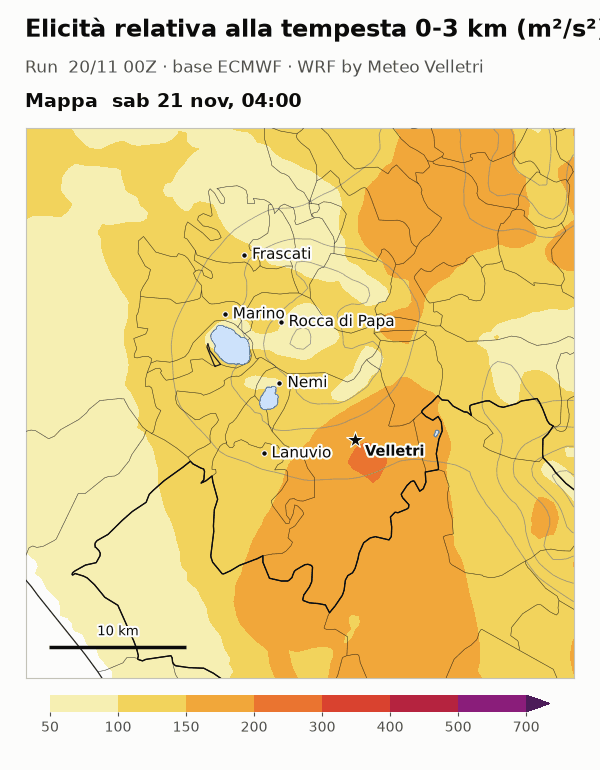 Elicità relativa alla tempesta 0-3 km (m²/s²)
Run  20/11 00Z · base ECMWF · WRF by Meteo Velletri
Mappa  sab 21 nov, 04:00
Frascati
Marino
Rocca di Papa
Nemi
Velletri
Lanuvio
10 km
50 100 150 200 300 400 500 700